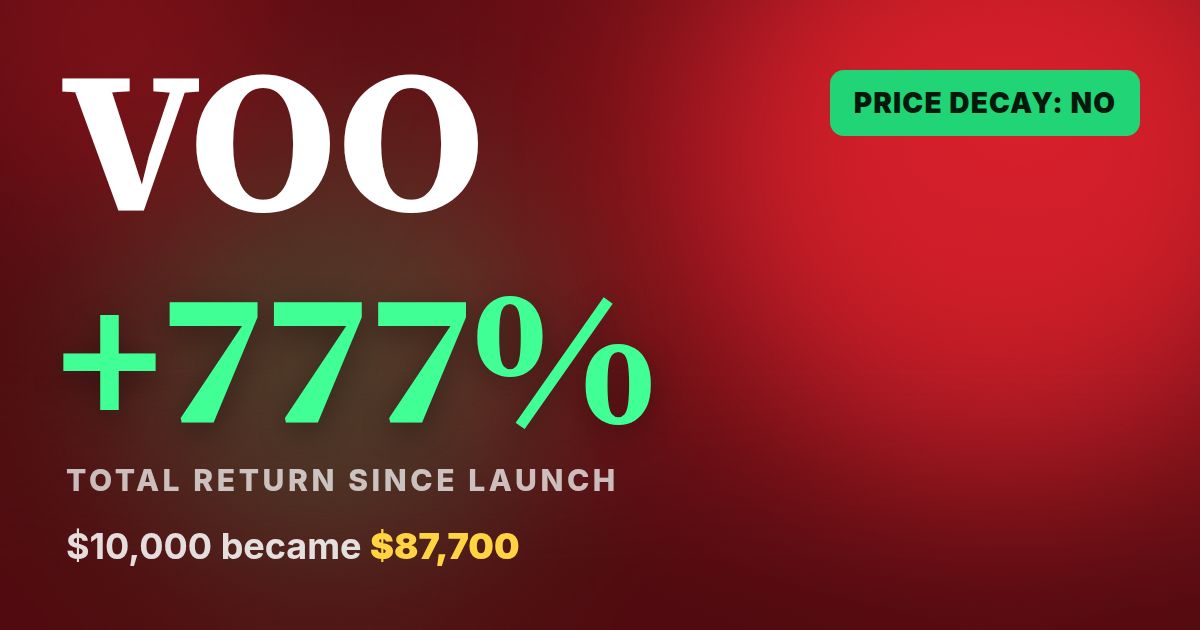 VOO
PRICE DECAY: NO
+777%
TOTAL RETURN SINCE LAUNCH
$10,000 became $87,700